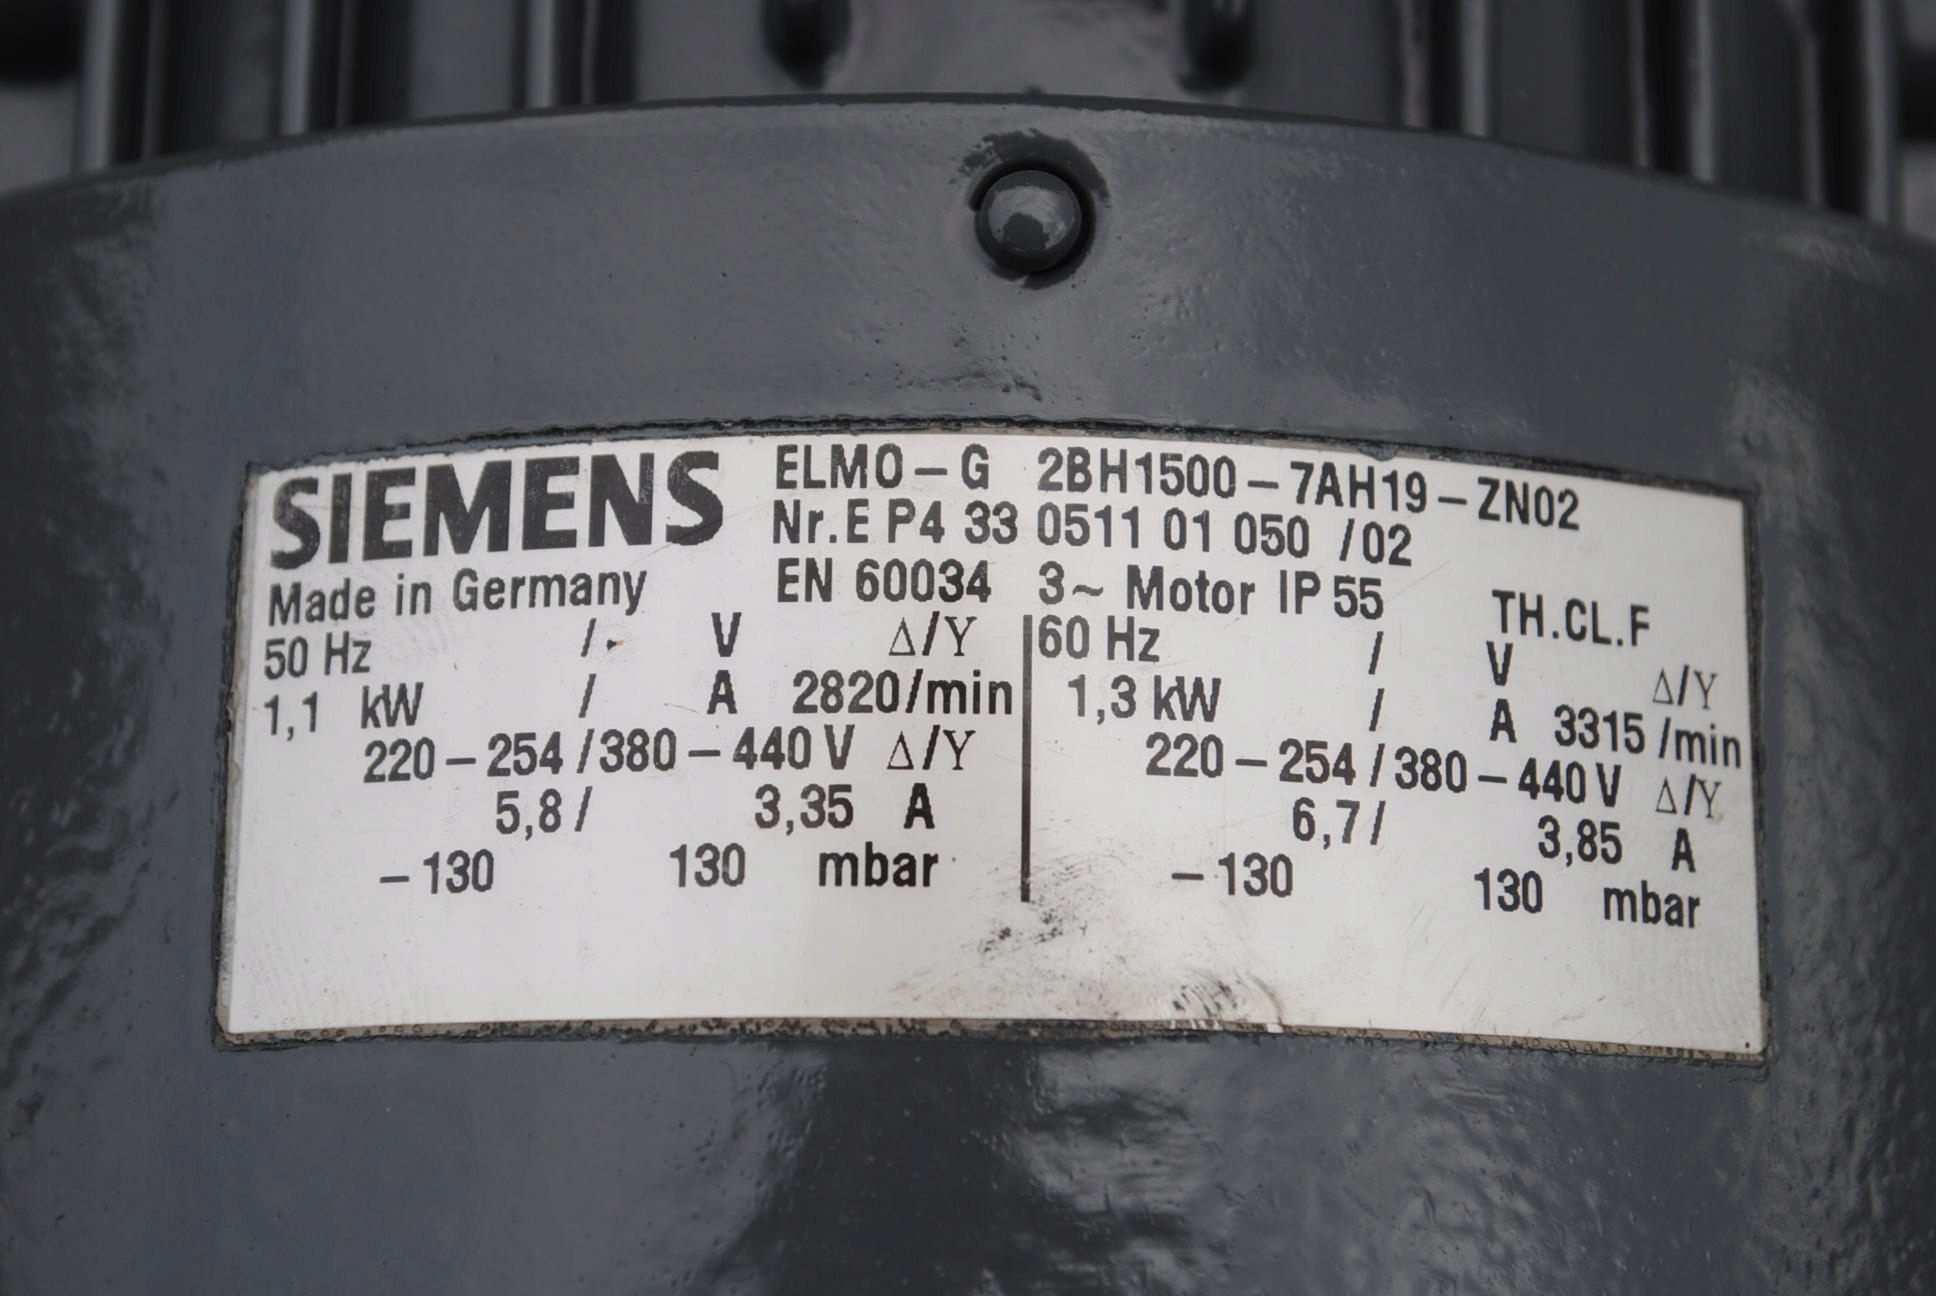 SIEMENS ELMO-G 2BH1500-7AH19-ZN02
Nr.E P4 33 0511 01 050 /02
Made in Germany EN 60034 3~ Motor IP 55 TH.CL.F
50 Hz / V Δ/Y 60 Hz / V Δ/Y
1,1 kW / A 2820/min 1,3 kW / A 3315/min
220-254/380-440 V Δ/Y 220-254/380-440 V Δ/Y
5,8/ 3,35 A 6,7/ 3,85 A
-130 130 mbar -130 130 mbar